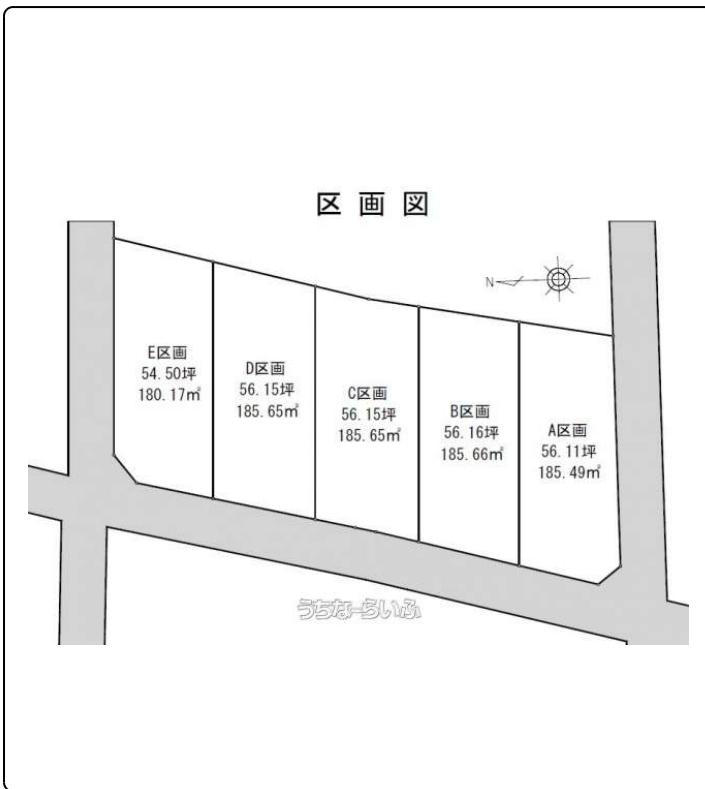 区画図
N
E区画
54.50坪
180.17㎡
D区画
56.15坪
185.65㎡
C区画
56.15坪
185.65㎡
B区画
56.16坪
185.66㎡
A区画
56.11坪
185.49㎡
うちなーらいふ